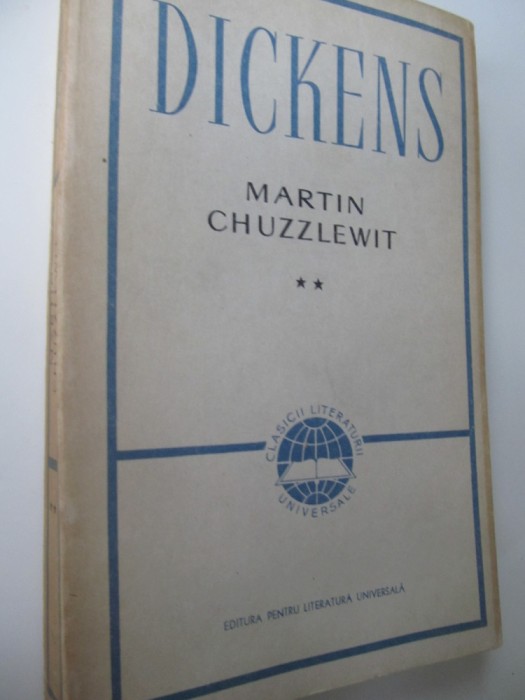 DICKENS
MARTIN
CHUZZLEWIT
★★
CLASICII LITERATURII
UNIVERSALE
EDITURA PENTRU LITERATURA UNIVERSALĂ